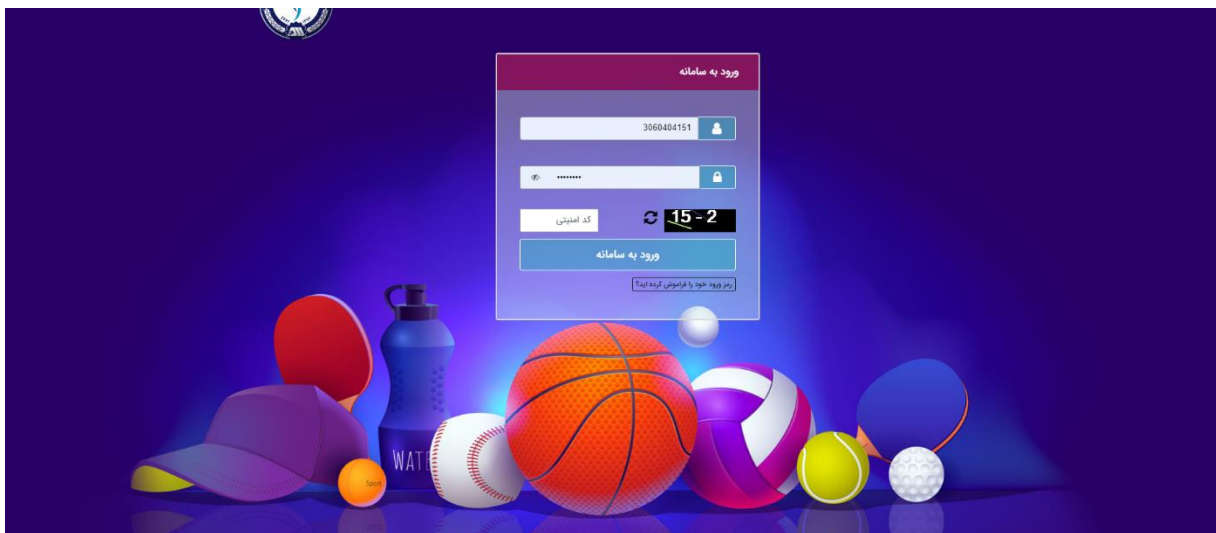 ورود به سامانه
3060404151
••••••••
15 - 2
کد امنیتی
ورود به سامانه
رمز ورود خود را فراموش کرده اید؟
WATE
Sport